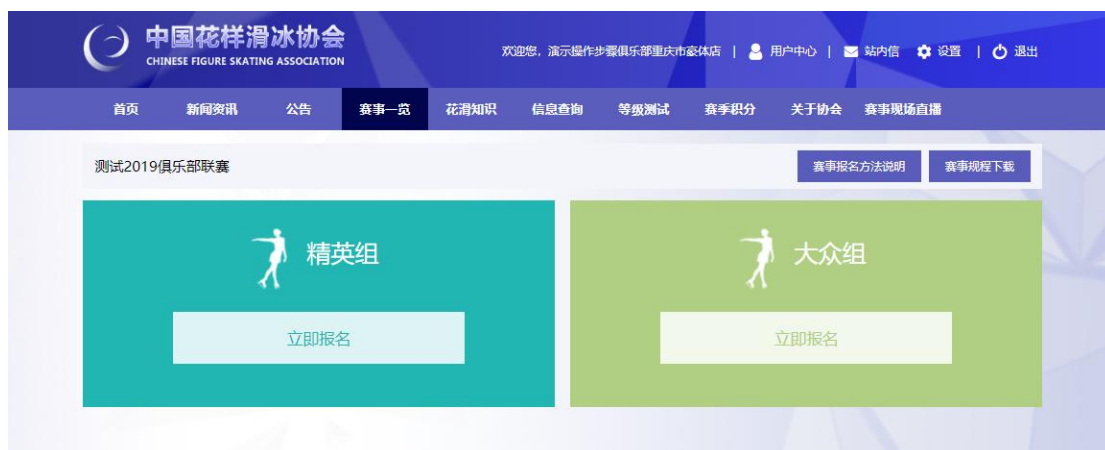 中国花样滑冰协会
CHINESE FIGURE SKATING ASSOCIATION
欢迎您，演示操作步骤俱乐部重庆市豪体店 | 用户中心 | 站内信 设置 | 退出
首页 新闻资讯 公告 赛事一览 花滑知识 信息查询 等级测试 赛季积分 关于协会 赛事现场直播
测试2019俱乐部联赛 赛事报名方法说明 赛事规程下载
精英组 大众组
立即报名 立即报名